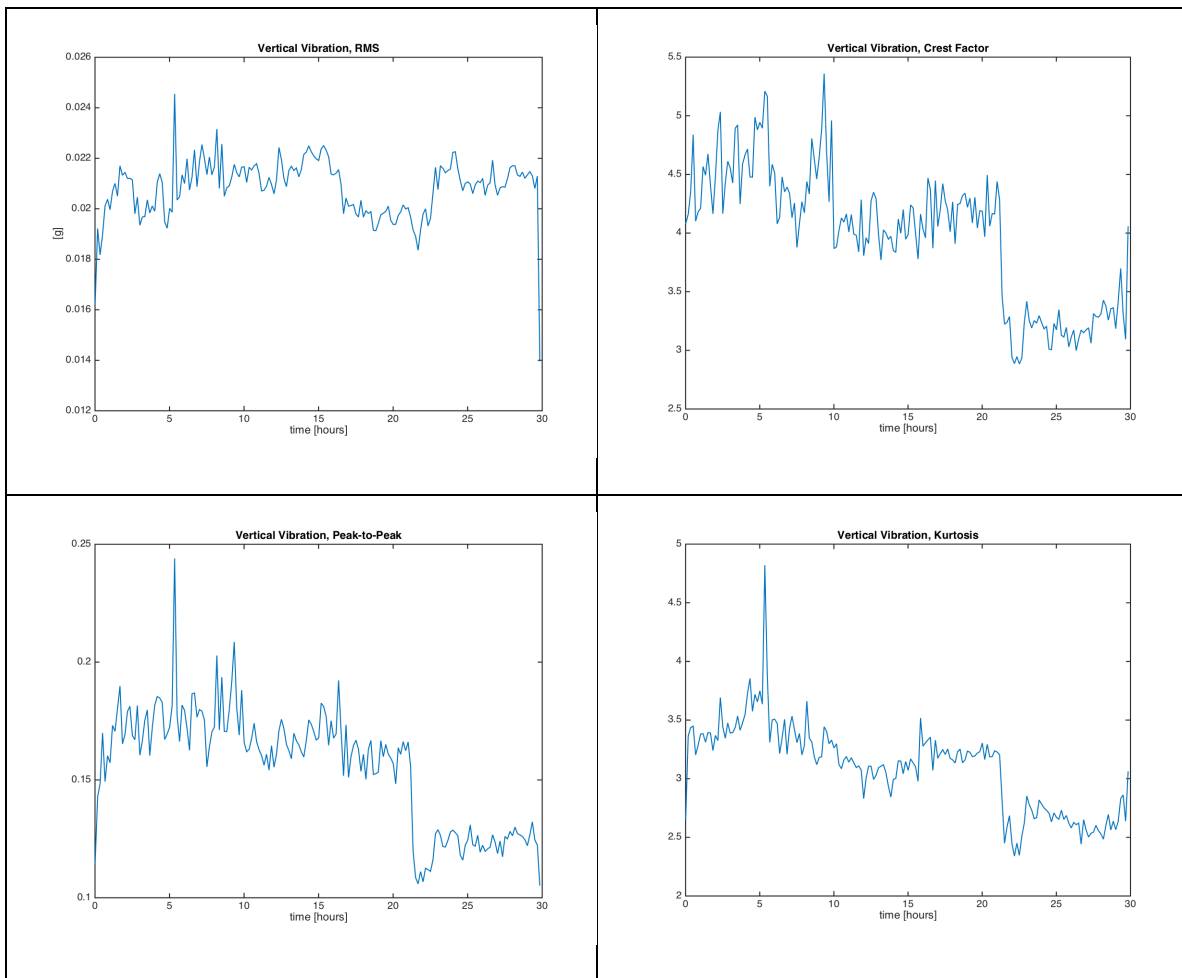 Vertical Vibration, RMS
0.026
0.024
0.022
0.02
0.018
0.016
0.014
0.012
[g]
0 5 10 15 20 25 30
time [hours]
Vertical Vibration, Crest Factor
5.5
5
4.5
4
3.5
3
2.5
0 5 10 15 20 25 30
time [hours]
Vertical Vibration, Peak-to-Peak
0.25
0.2
0.15
0.1
0 5 10 15 20 25 30
time [hours]
Vertical Vibration, Kurtosis
5
4.5
4
3.5
3
2.5
2
0 5 10 15 20 25 30
time [hours]